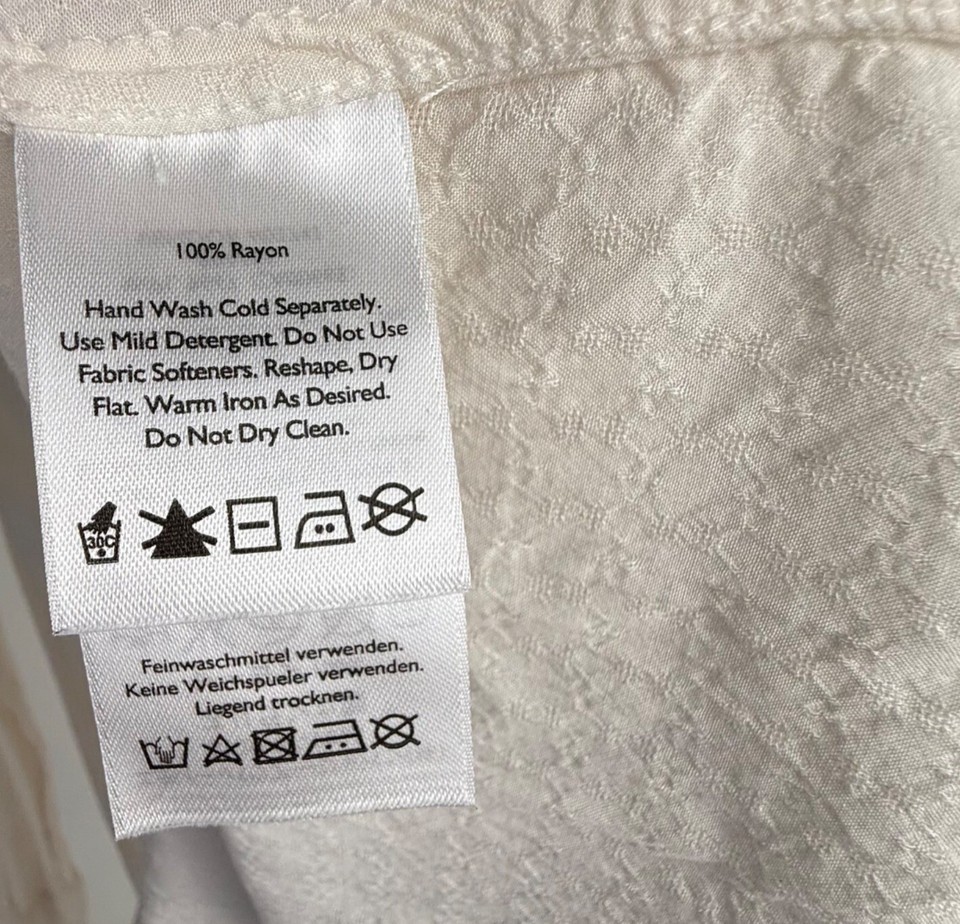 100% Rayon
Hand Wash Cold Separately.
Use Mild Detergent. Do Not Use
Fabric Softeners. Reshape, Dry
Flat. Warm Iron As Desired.
Do Not Dry Clean.
30C
Feinwaschmittel verwenden.
Keine Weichspueler verwenden.
Liegend trocknen.